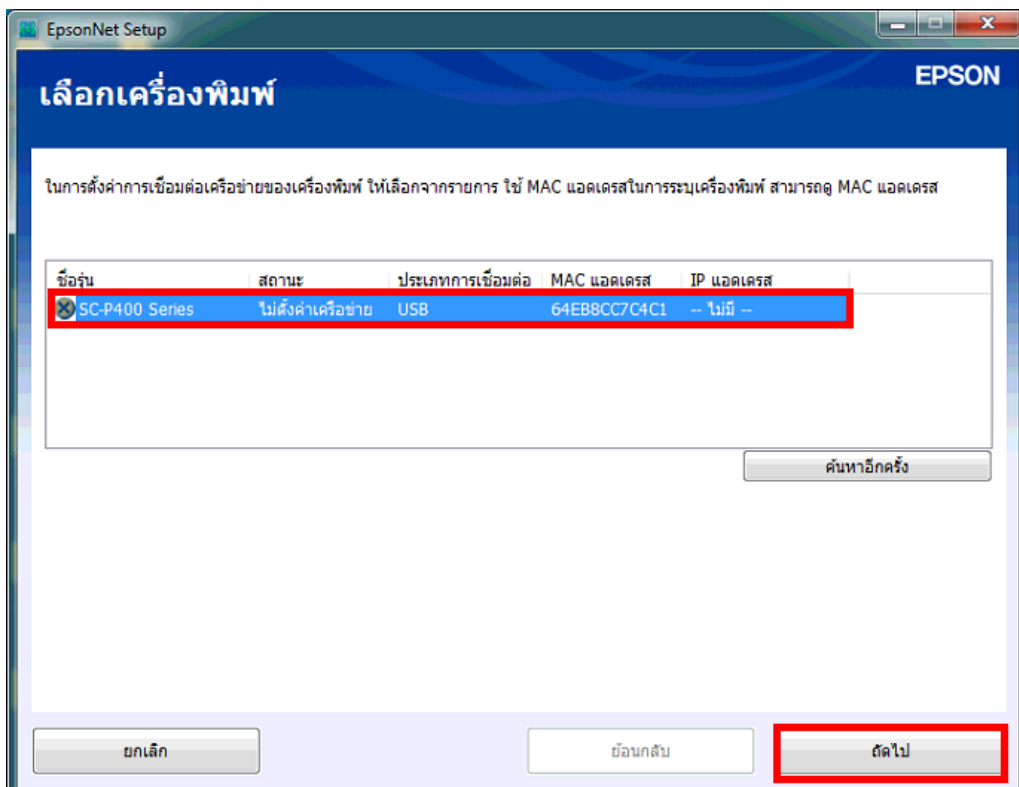 EpsonNet Setup
เลือกเครื่องพิมพ์
EPSON
ในการตั้งค่าการเชื่อมต่อเครือข่ายของเครื่องพิมพ์ ให้เลือกจากรายการ ใช้ MAC แอดเดรสในการระบุเครื่องพิมพ์ สามารถดู MAC แอดเดรส
ชื่อรุ่น สถานะ ประเภทการเชื่อมต่อ MAC แอดเดรส IP แอดเดรส
SC-P400 Series ไม่ตั้งค่าเครือข่าย USB 64EB8CC7C4C1 -- ไม่มี --
ค้นหาอีกครั้ง
ยกเลิก ย้อนกลับ ถัดไป